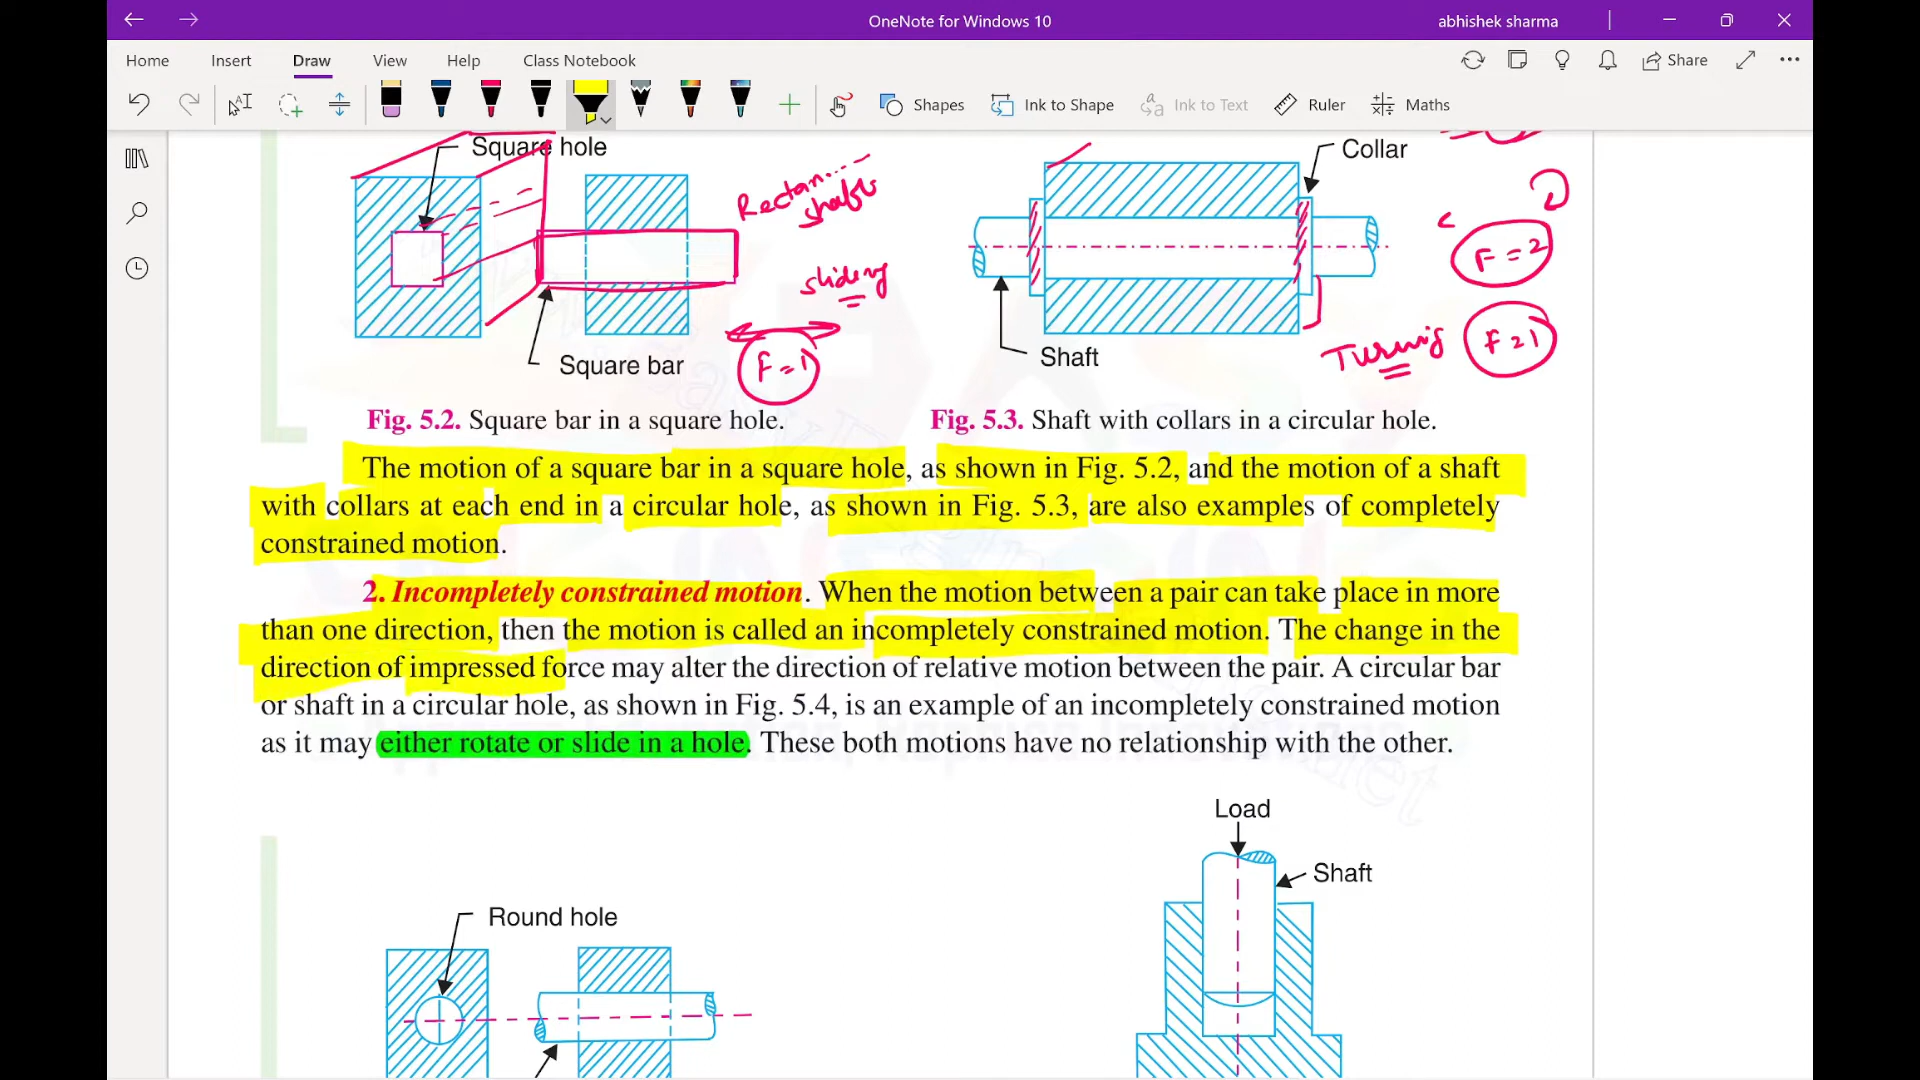 OneNote for Windows 10
abhishek sharma
Home Insert Draw View Help Class Notebook
Share
Shapes Ink to Shape Ink to Text Ruler Maths
Square hole
Rectan...
shafts
sliding
Square bar
F=1
Collar
Shaft
F=2
Turning
F=1
Fig. 5.2. Square bar in a square hole.
Fig. 5.3. Shaft with collars in a circular hole.
The motion of a square bar in a square hole, as shown in Fig. 5.2, and the motion of a shaft
with collars at each end in a circular hole, as shown in Fig. 5.3, are also examples of completely
constrained motion.
2. Incompletely constrained motion. When the motion between a pair can take place in more
than one direction, then the motion is called an incompletely constrained motion. The change in the
direction of impressed force may alter the direction of relative motion between the pair. A circular bar
or shaft in a circular hole, as shown in Fig. 5.4, is an example of an incompletely constrained motion
as it may either rotate or slide in a hole. These both motions have no relationship with the other.
Round hole
Load
Shaft